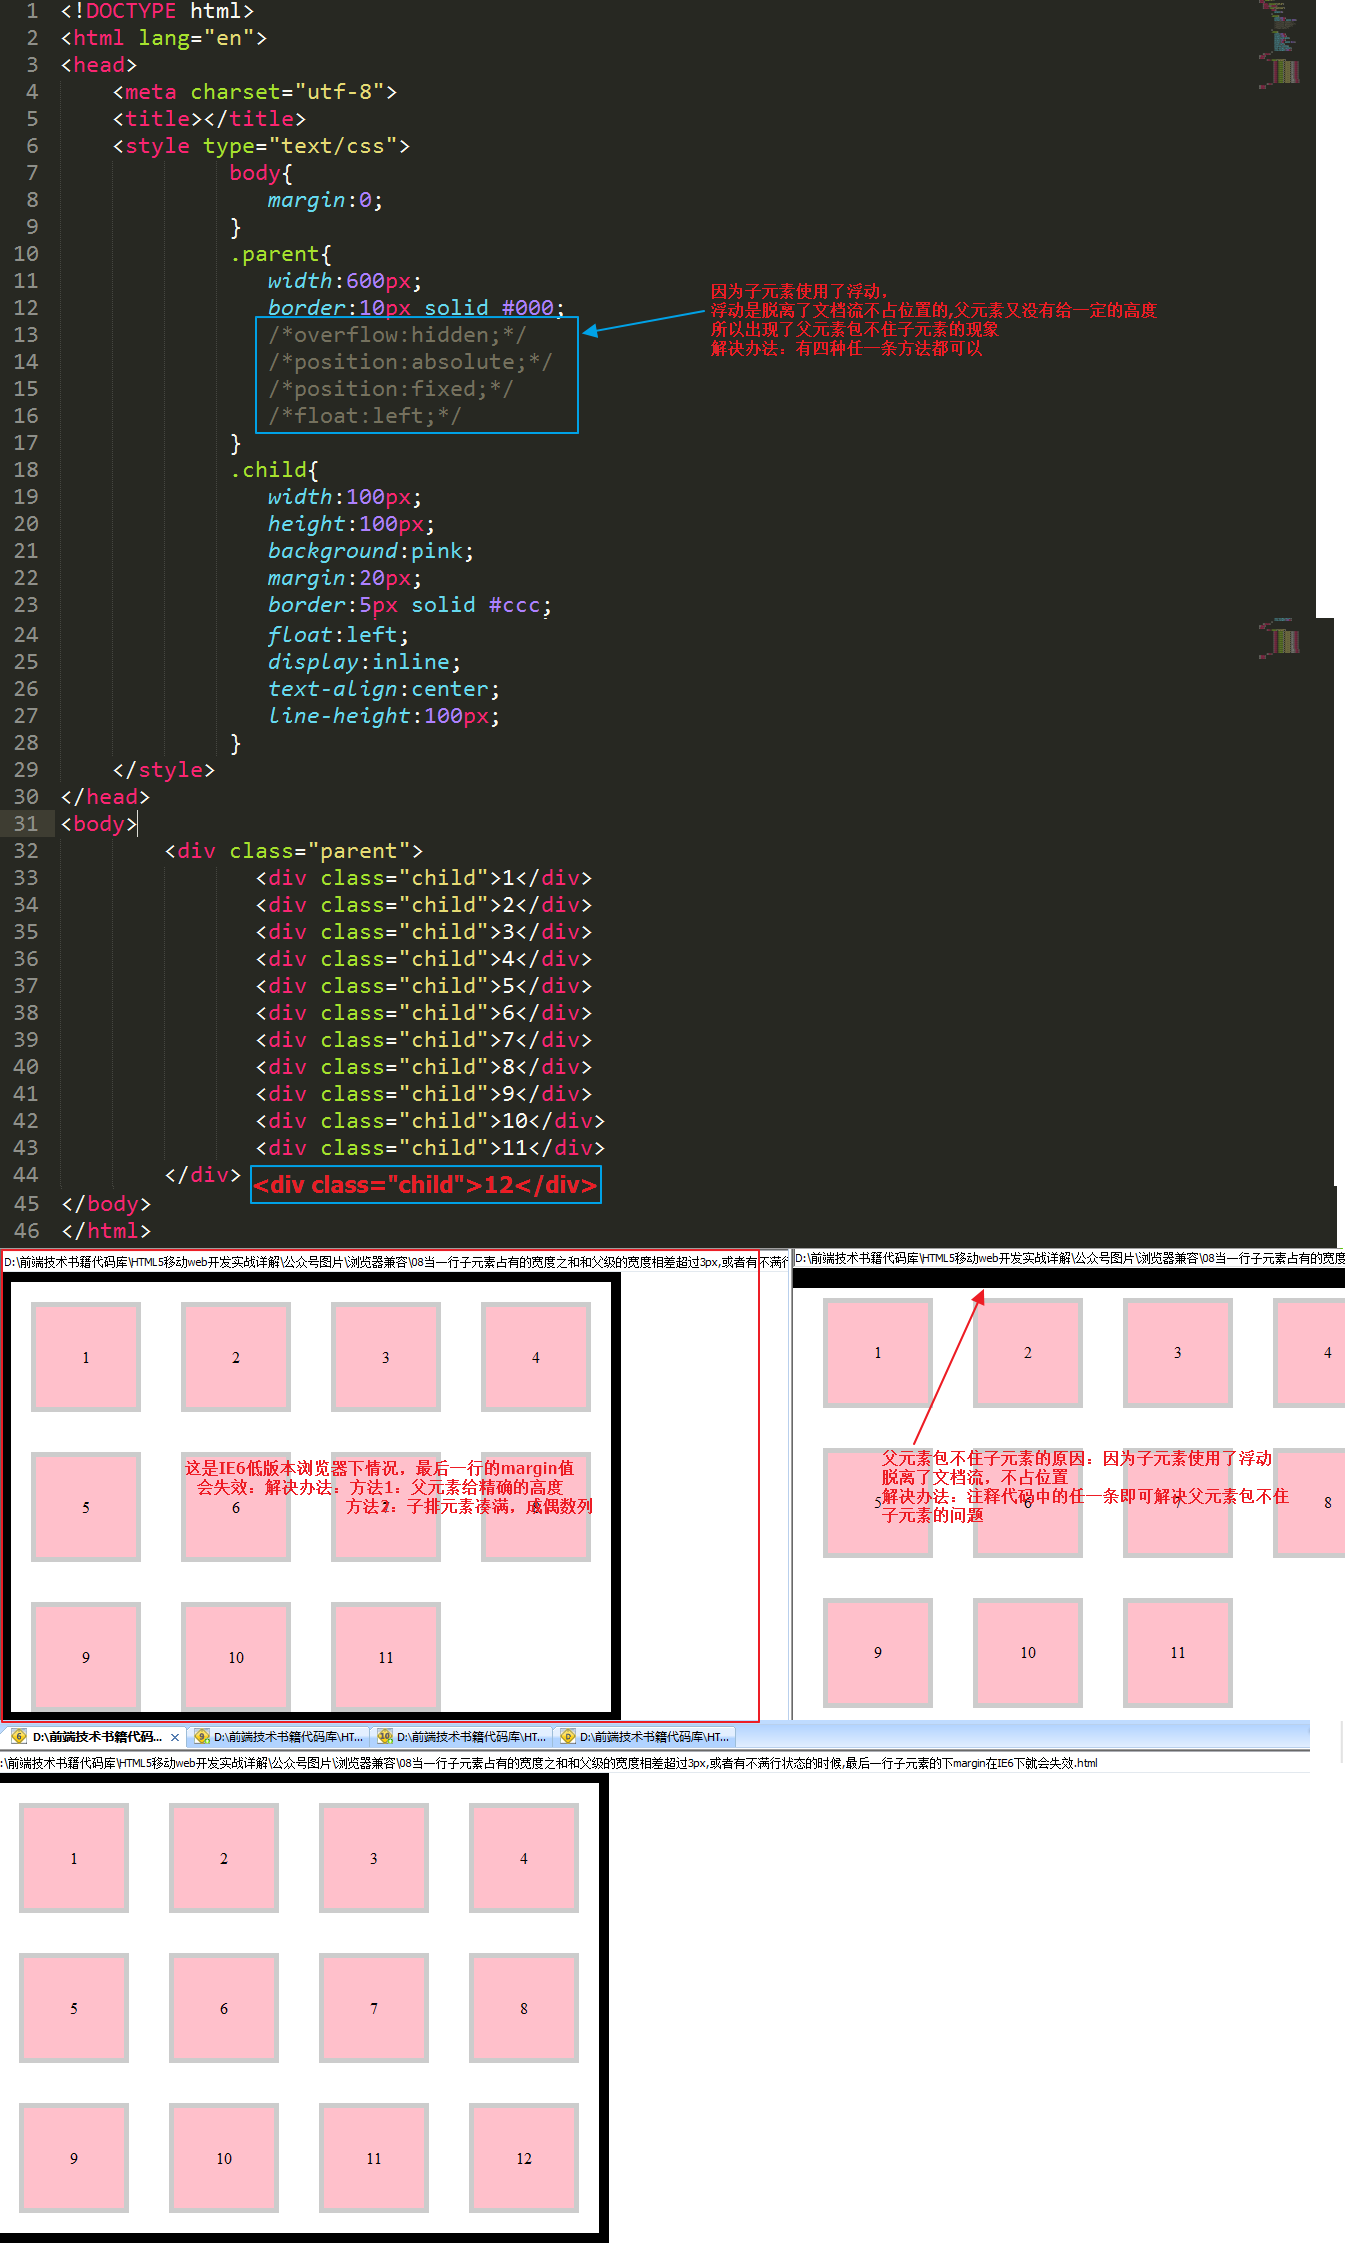 1 <!DOCTYPE html>
2 <html lang="en">
3 <head>
4 <meta charset="utf-8">
5 <title></title>
6 <style type="text/css">
7 body{
8 margin:0;
9 }
10 .parent{
11 width:600px;
12 border:10px solid #000;
13 /*overflow:hidden;*/
14 /*position:absolute;*/
15 /*position:fixed;*/
16 /*float:left;*/
因为子元素使用了浮动，
浮动是脱离了文档流不占位置的,父元素又没有给一定的高度
所以出现了父元素包不住子元素的现象
解决办法：有四种任一条方法都可以
17 }
18 .child{
19 width:100px;
20 height:100px;
21 background:pink;
22 margin:20px;
23 border:5px solid #ccc;
24 float:left;
25 display:inline;
26 text-align:center;
27 line-height:100px;
28 }
29 </style>
30 </head>
31 <body>
32 <div class="parent">
33 <div class="child">1</div>
34 <div class="child">2</div>
35 <div class="child">3</div>
36 <div class="child">4</div>
37 <div class="child">5</div>
38 <div class="child">6</div>
39 <div class="child">7</div>
40 <div class="child">8</div>
41 <div class="child">9</div>
42 <div class="child">10</div>
43 <div class="child">11</div>
44 </div>
<div class="child">12</div>
45 </body>
46 </html>
D:\前端技术书籍代码库\HTML5移动web开发实战详解\公众号图片\浏览器兼容\08当一行子元素占有的宽度之和和父级的宽度相差超过3px,或者有不满行
1 2 3 4
这是IE6低版本浏览器下情况，最后一行的margin值
会失效：解决办法：方法1：父元素给精确的高度
方法2：子排元素凑满，成偶数列
5 6 7 8
9 10 11
D:\前端技术书籍代码库\HTML5移动web开发实战详解\公众号图片\浏览器兼容\08当一行子元素占有的宽度
1 2 3 4
父元素包不住子元素的原因：因为子元素使用了浮动
脱离了文档流，不占位置
解决办法：注释代码中的任一条即可解决父元素包不住
子元素的问题
5 6 7 8
9 10 11
6 D:\前端技术书籍代码... × 9 D:\前端技术书籍代码库\HT... 10 D:\前端技术书籍代码库\HT... D D:\前端技术书籍代码库\HT...
:\前端技术书籍代码库\HTML5移动web开发实战详解\公众号图片\浏览器兼容\08当一行子元素占有的宽度之和和父级的宽度相差超过3px,或者有不满行状态的时候,最后一行子元素的下margin在IE6下就会失效.html
1 2 3 4
5 6 7 8
9 10 11 12